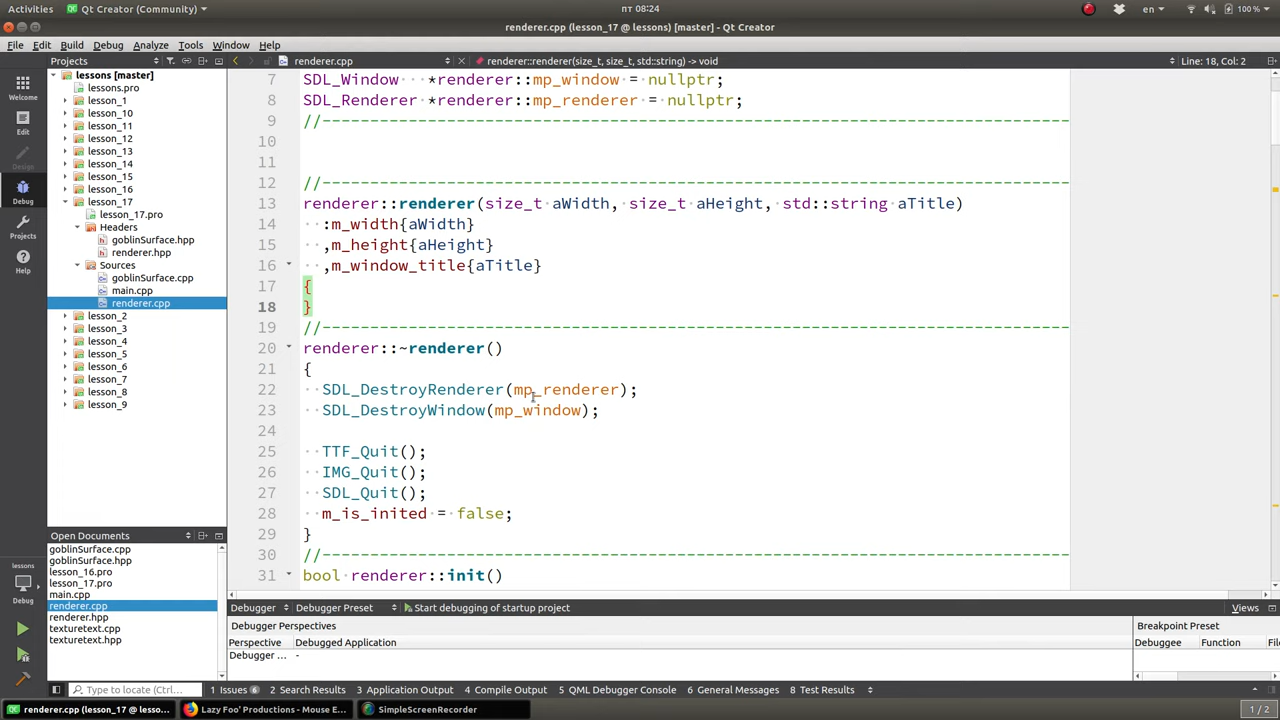 Activities Qt Creator (Community) пт 08:24 en 100 %
renderer.cpp (lesson_17 @ lessons) [master] - Qt Creator
File Edit Build Debug Analyze Tools Window Help
Projects
renderer.cpp
renderer::renderer(size_t, size_t, std::string) -> void
Line: 18, Col: 2
Welcome
Edit
Design
Debug
Projects
Help
lessons
Debug
lessons [master]
lessons.pro
lesson_1
lesson_10
lesson_11
lesson_12
lesson_13
lesson_14
lesson_15
lesson_16
lesson_17
lesson_17.pro
Headers
goblinSurface.hpp
renderer.hpp
Sources
goblinSurface.cpp
main.cpp
renderer.cpp
lesson_2
lesson_3
lesson_4
lesson_5
lesson_6
lesson_7
lesson_8
lesson_9
Open Documents
goblinSurface.cpp
goblinSurface.hpp
lesson_16.pro
lesson_17.pro
main.cpp
renderer.cpp
renderer.hpp
texturetext.cpp
texturetext.hpp
7 SDL_Window   *renderer::mp_window = nullptr;
8 SDL_Renderer *renderer::mp_renderer = nullptr;
9 //------------------------------------------------------------------------------
10
11
12 //------------------------------------------------------------------------------
13 renderer::renderer(size_t aWidth, size_t aHeight, std::string aTitle)
14   :m_width{aWidth}
15   ,m_height{aHeight}
16   ,m_window_title{aTitle}
17 {
18 }
19 //------------------------------------------------------------------------------
20 renderer::~renderer()
21 {
22   SDL_DestroyRenderer(mp_renderer);
23   SDL_DestroyWindow(mp_window);
24
25   TTF_Quit();
26   IMG_Quit();
27   SDL_Quit();
28   m_is_inited = false;
29 }
30 //------------------------------------------------------------------------------
31 bool renderer::init()
Debugger Debugger Preset Start debugging of startup project Views
Debugger Perspectives
Perspective Debugged Application
Debugger ... -
Breakpoint Preset
Debuggee Function Fil
Type to locate (Ctrl-... 1 Issues 6 2 Search Results 3 Application Output 4 Compile Output 5 QML Debugger Console 6 General Messages 8 Test Results
renderer.cpp (lesson_17 @ lesso... Lazy Foo' Productions - Mouse E... SimpleScreenRecorder 1 / 2